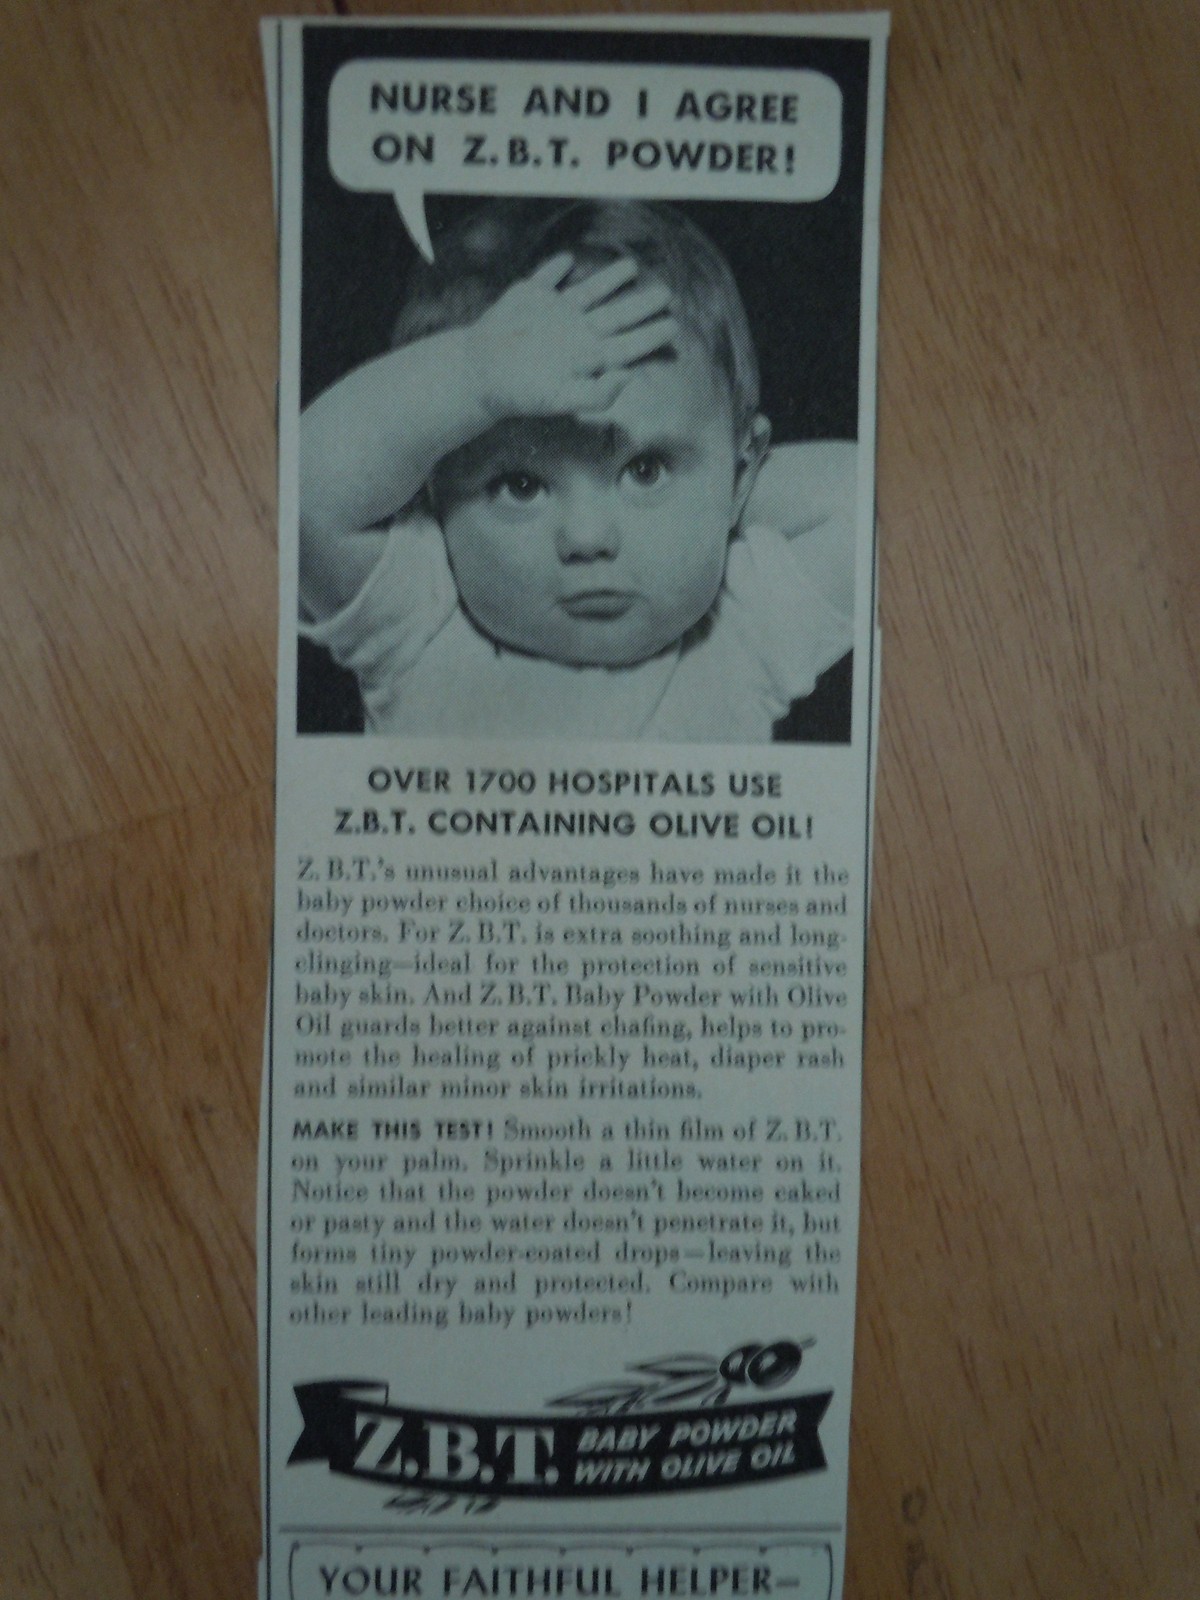 NURSE AND I AGREE
ON Z.B.T. POWDER!
OVER 1700 HOSPITALS USE
Z.B.T. CONTAINING OLIVE OIL!
Z. B.T.'s unusual advantages have made it the
baby powder choice of thousands of nurses and
doctors. For Z. B.T. is extra soothing and long-
clinging—ideal for the protection of sensitive
baby skin. And Z. B.T. Baby Powder with Olive
Oil guards better against chafing, helps to pro-
mote the healing of prickly heat, diaper rash
and similar minor skin irritations.
MAKE THIS TEST! Smooth a thin film of Z. B.T.
on your palm. Sprinkle a little water on it.
Notice that the powder doesn't become caked
or pasty and the water doesn't penetrate it, but
forms tiny powder-coated drops—leaving the
skin still dry and protected. Compare with
other leading baby powders!
Z.B.T. BABY POWDER
WITH OLIVE OIL
YOUR FAITHFUL HELPER—